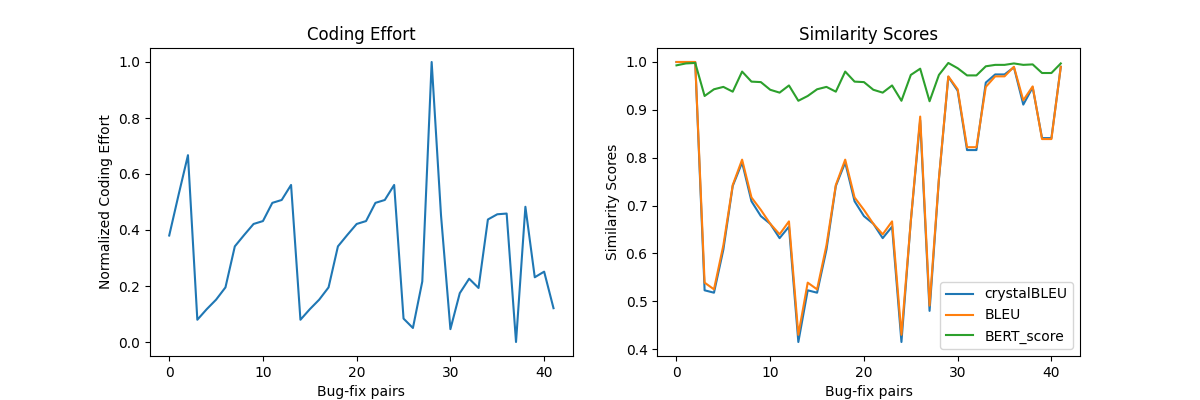 Coding Effort
Normalized Coding Effort
1.0
0.8
0.6
0.4
0.2
0.0
0
10
20
30
40
Bug-fix pairs
Similarity Scores
Similarity Scores
1.0
0.9
0.8
0.7
0.6
0.5
0.4
crystalBLEU
BLEU
BERT_score
0
10
20
30
40
Bug-fix pairs